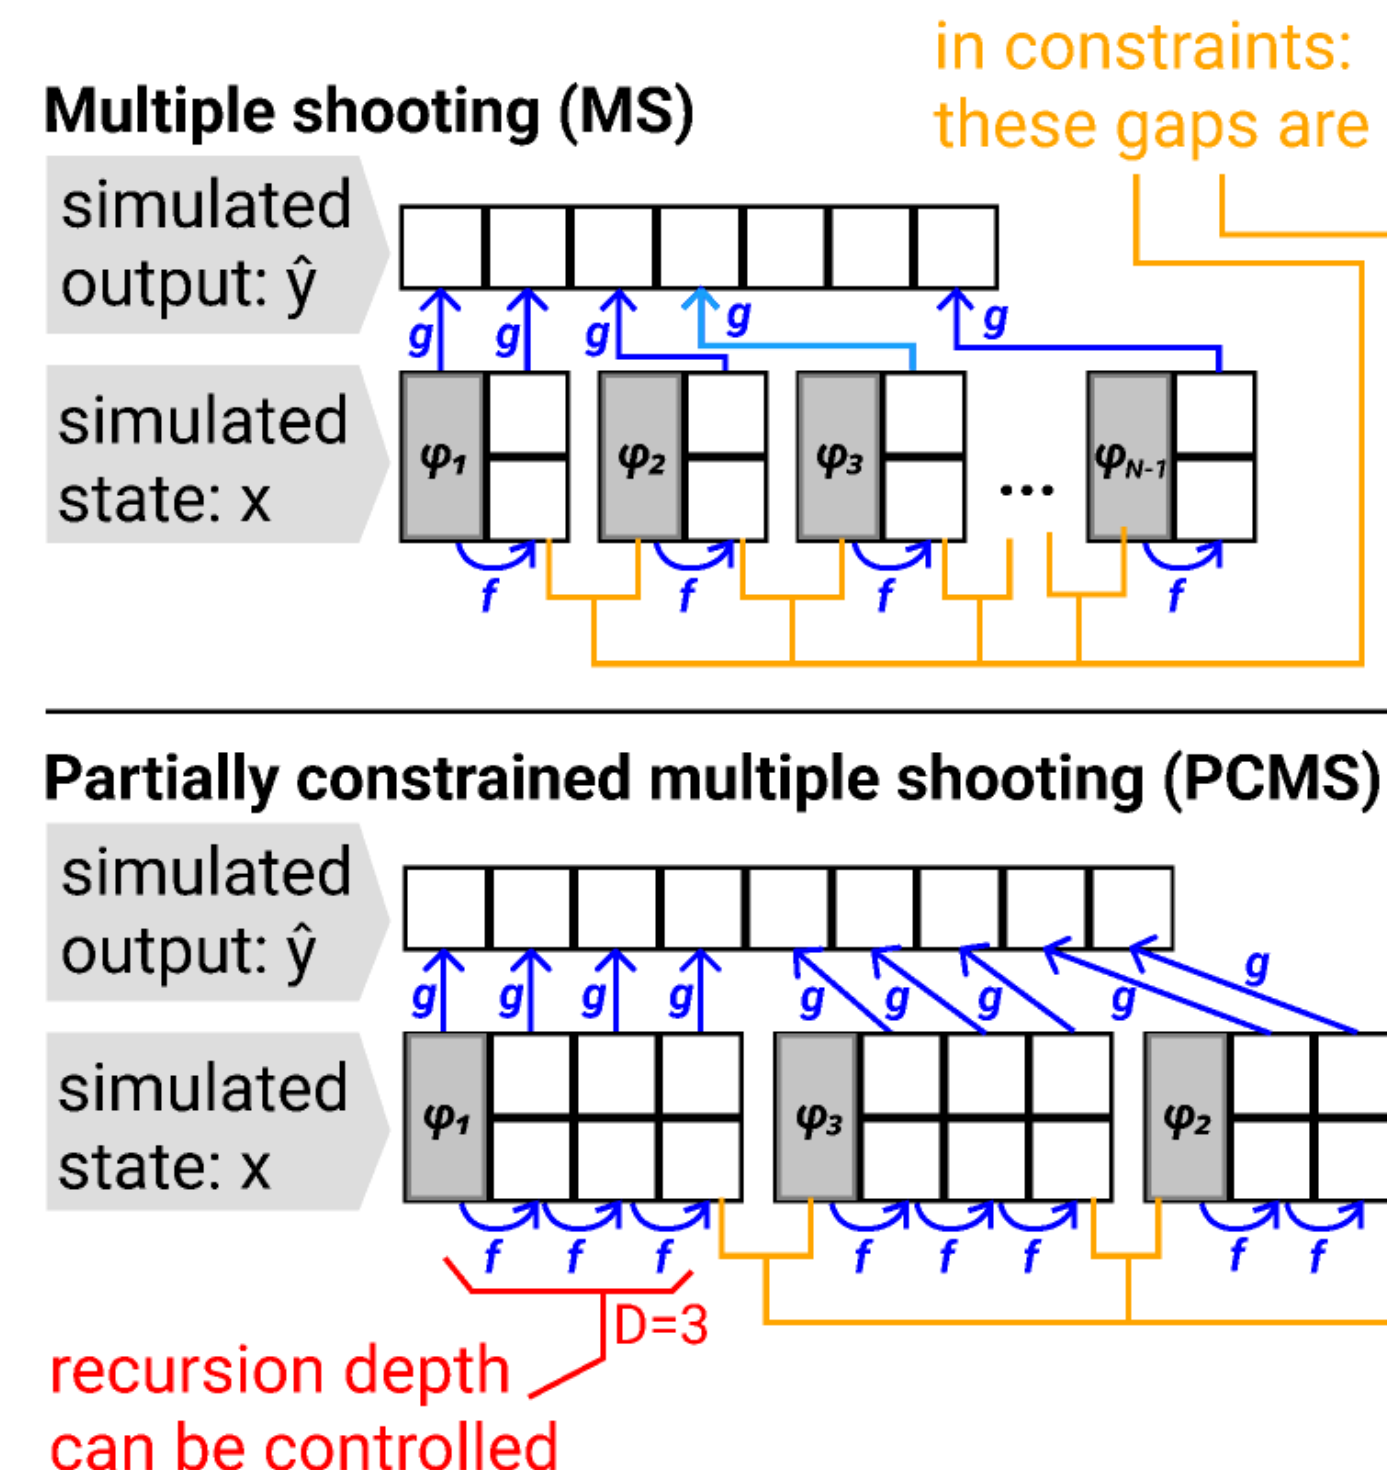 in constraints:
these gaps are
Multiple shooting (MS)
simulated
output: ŷ
g g g g g
simulated
state: x
φ1 φ2 φ3 ... φN-1
f f f f
Partially constrained multiple shooting (PCMS)
simulated
output: ŷ
g g g g g g g g g
simulated
state: x
φ1 φ3 φ2
f f f f f f f f
D=3
recursion depth
can be controlled